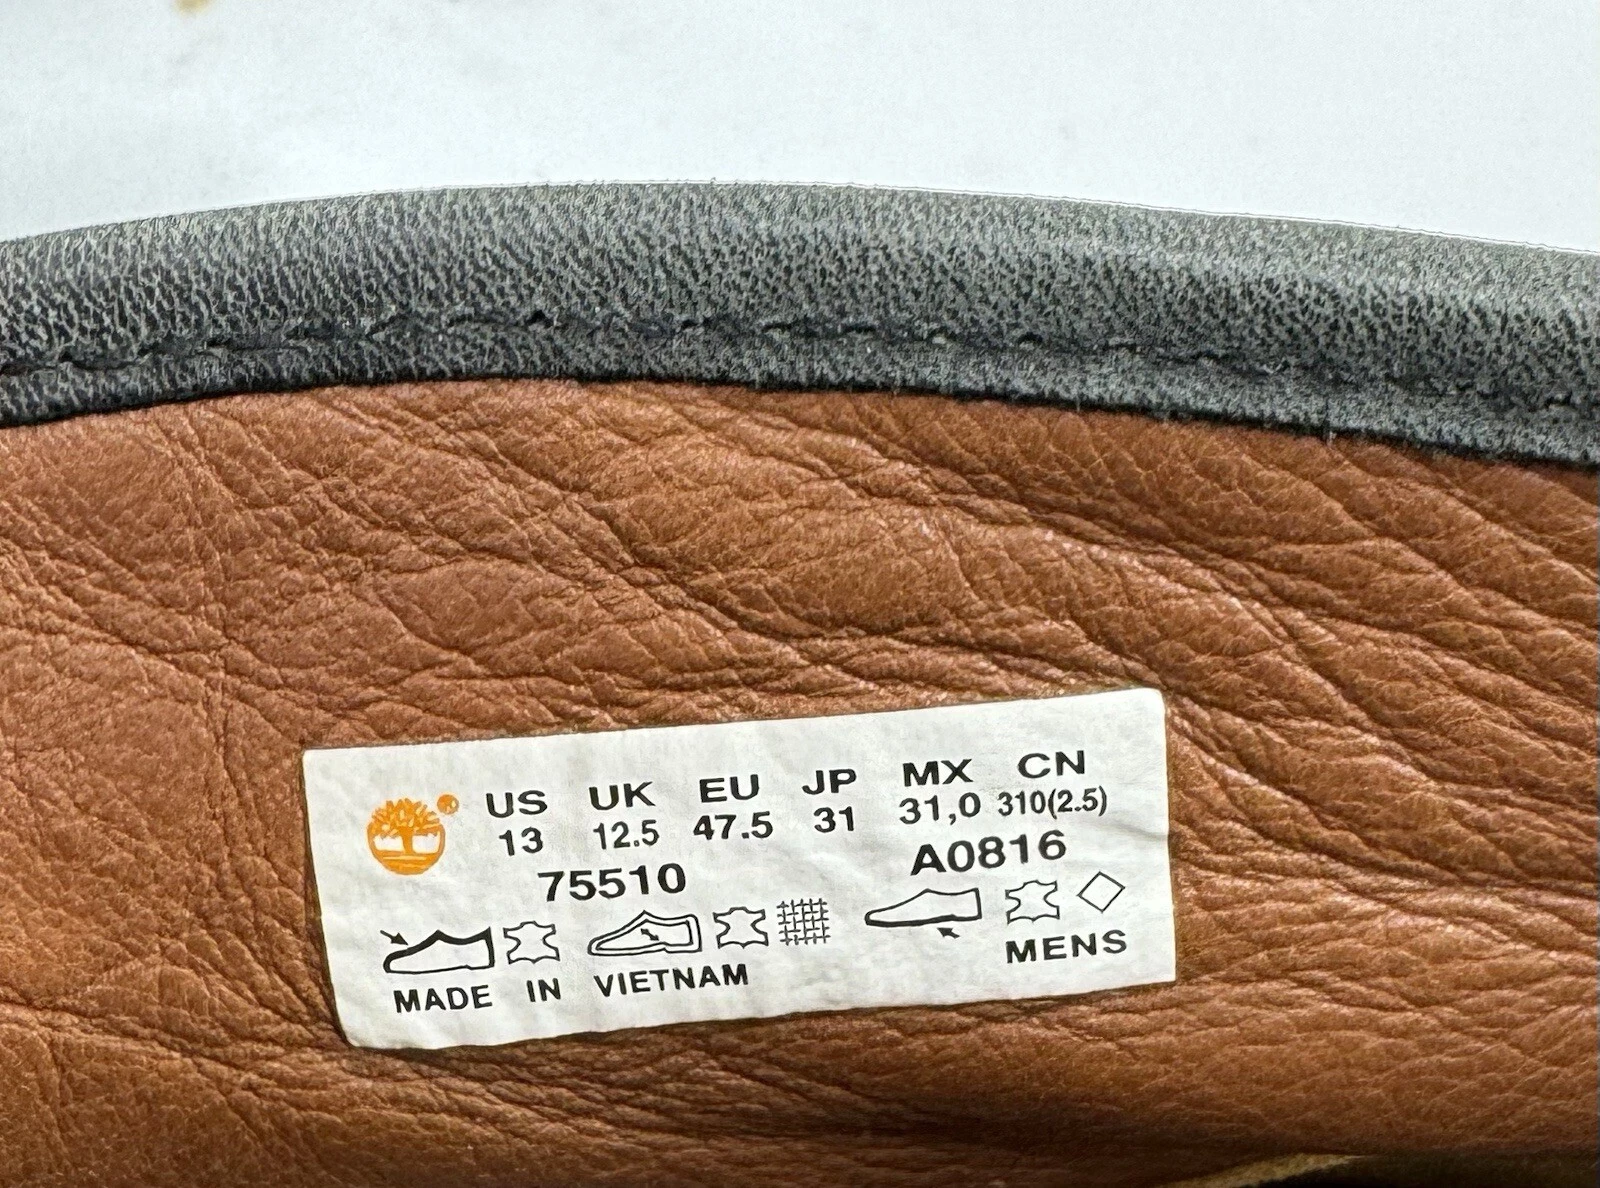 US UK EU JP MX CN
13 12.5 47.5 31 31,0 310(2.5)
75510 A0816
MENS
MADE IN VIETNAM